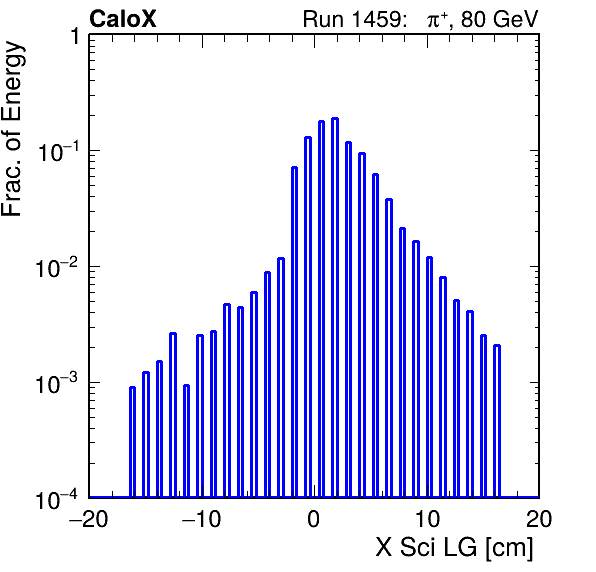 CaloX Run 1459: π⁺, 80 GeV
Frac. of Energy
1
10⁻¹
10⁻²
10⁻³
10⁻⁴
−20 −10 0 10 20
X Sci LG [cm]